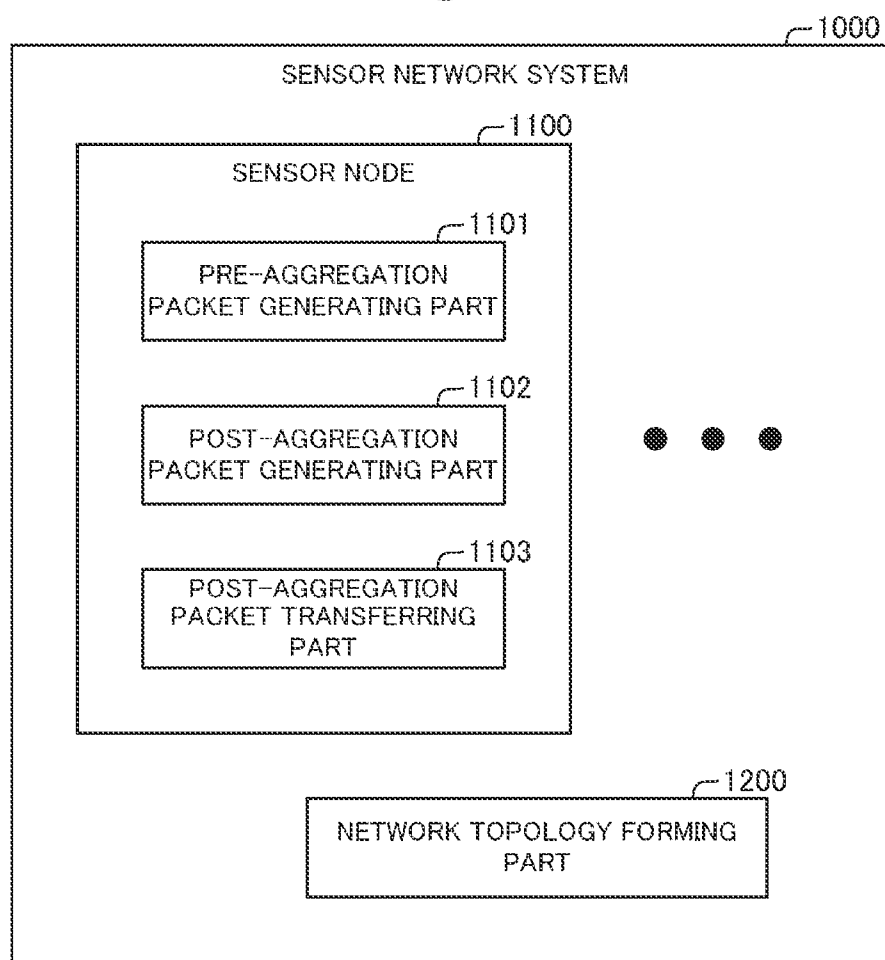 1000
SENSOR NETWORK SYSTEM
1100
SENSOR NODE
1101
PRE-AGGREGATION
PACKET GENERATING PART
1102
POST-AGGREGATION
PACKET GENERATING PART
1103
POST-AGGREGATION
PACKET TRANSFERRING
PART
1200
NETWORK TOPOLOGY FORMING
PART